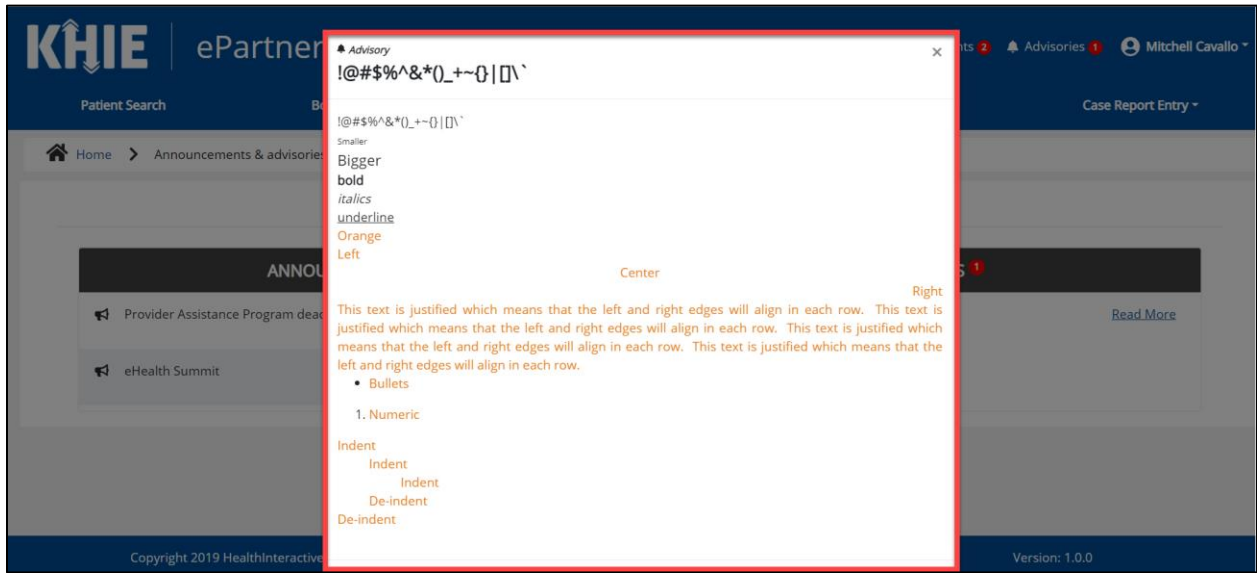 KHIE | ePartner
nts 2 Advisories 1 Mitchell Cavallo
Patient Search
Bo
Case Report Entry
Home > Announcements & advisories
ANNOU
S 1
Provider Assistance Program dead
Read More
eHealth Summit
Advisory ×
!@#$%^&*()_+~{}|[]\`
!@#$%^&*()_+~{}|[]\`
Smaller
Bigger
bold
italics
underline
Orange
Left
Center
Right
This text is justified which means that the left and right edges will align in each row. This text is
justified which means that the left and right edges will align in each row. This text is justified which
means that the left and right edges will align in each row. This text is justified which means that the
left and right edges will align in each row.
• Bullets
1. Numeric
Indent
Indent
Indent
De-indent
De-indent
Copyright 2019 HealthInteractive
Version: 1.0.0